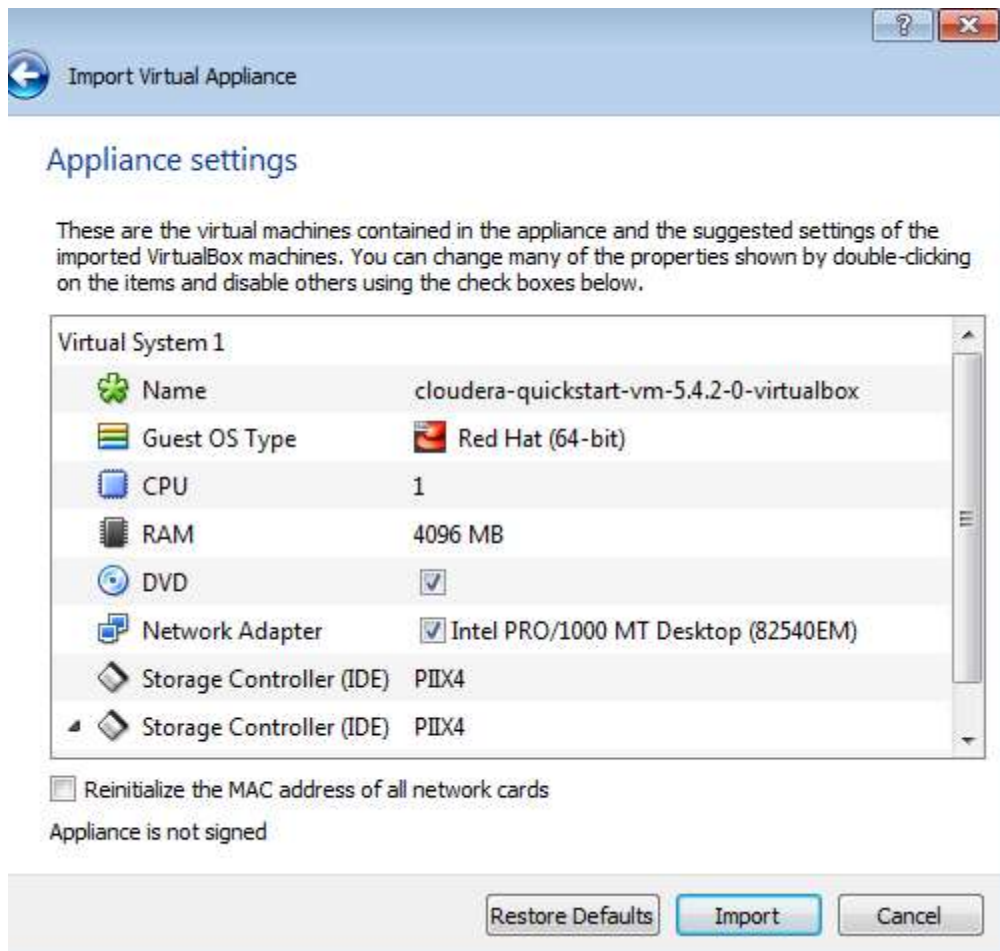 Import Virtual Appliance
Appliance settings
These are the virtual machines contained in the appliance and the suggested settings of the
imported VirtualBox machines. You can change many of the properties shown by double-clicking
on the items and disable others using the check boxes below.
Virtual System 1
Name cloudera-quickstart-vm-5.4.2-0-virtualbox
Guest OS Type Red Hat (64-bit)
CPU 1
RAM 4096 MB
DVD
Network Adapter Intel PRO/1000 MT Desktop (82540EM)
Storage Controller (IDE) PIIX4
Storage Controller (IDE) PIIX4
Reinitialize the MAC address of all network cards
Appliance is not signed
Restore Defaults Import Cancel